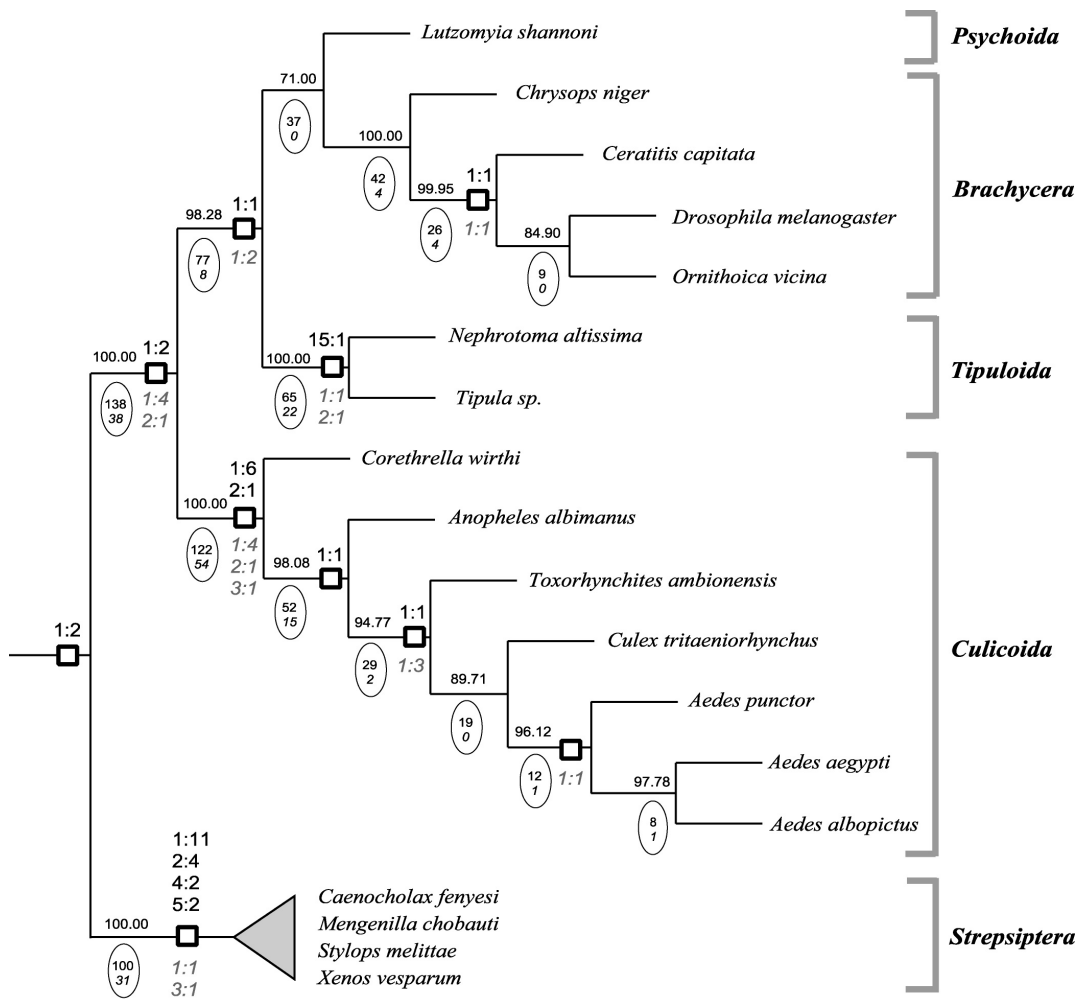 Lutzomyia shannoni
Psychoida
71.00
37
0
Chrysops niger
100.00
42
4
Ceratitis capitata
Brachycera
99.95
1:1
26
4
1:1
Drosophila melanogaster
84.90
9
0
Ornithoica vicina
98.28
1:1
77
8
1:2
Nephrotoma altissima
15:1
100.00
65
22
1:1
2:1
Tipula sp.
Tipuloida
100.00
1:2
138
38
1:4
2:1
Corethrella wirthi
1:6
2:1
100.00
122
54
1:4
2:1
3:1
Anopheles albimanus
98.08
1:1
52
15
Toxorhynchites ambionensis
94.77
1:1
29
2
1:3
Culex tritaeniorhynchus
Culicoida
89.71
19
0
Aedes punctor
96.12
12
1
1:1
Aedes aegypti
97.78
8
1
Aedes albopictus
1:2
1:11
2:4
4:2
5:2
100.00
100
31
1:1
3:1
Caenocholax fenyesi
Mengenilla chobauti
Stylops melittae
Xenos vesparum
Strepsiptera